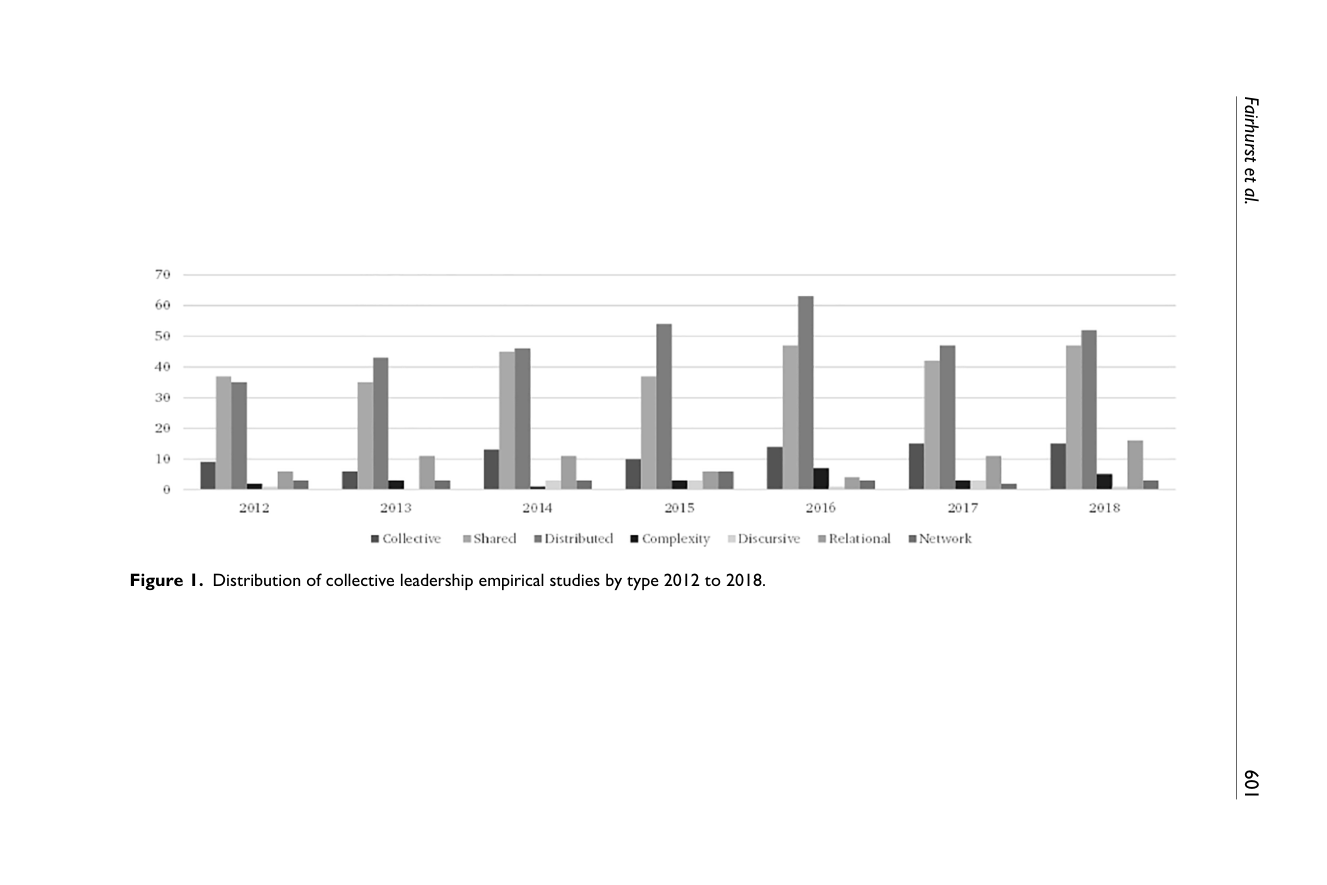 Fairhurst et al.
601
70
60
50
40
30
20
10
0
2012 2013 2014 2015 2016 2017 2018
Collective Shared Distributed Complexity Discursive Relational Network
Figure 1. Distribution of collective leadership empirical studies by type 2012 to 2018.